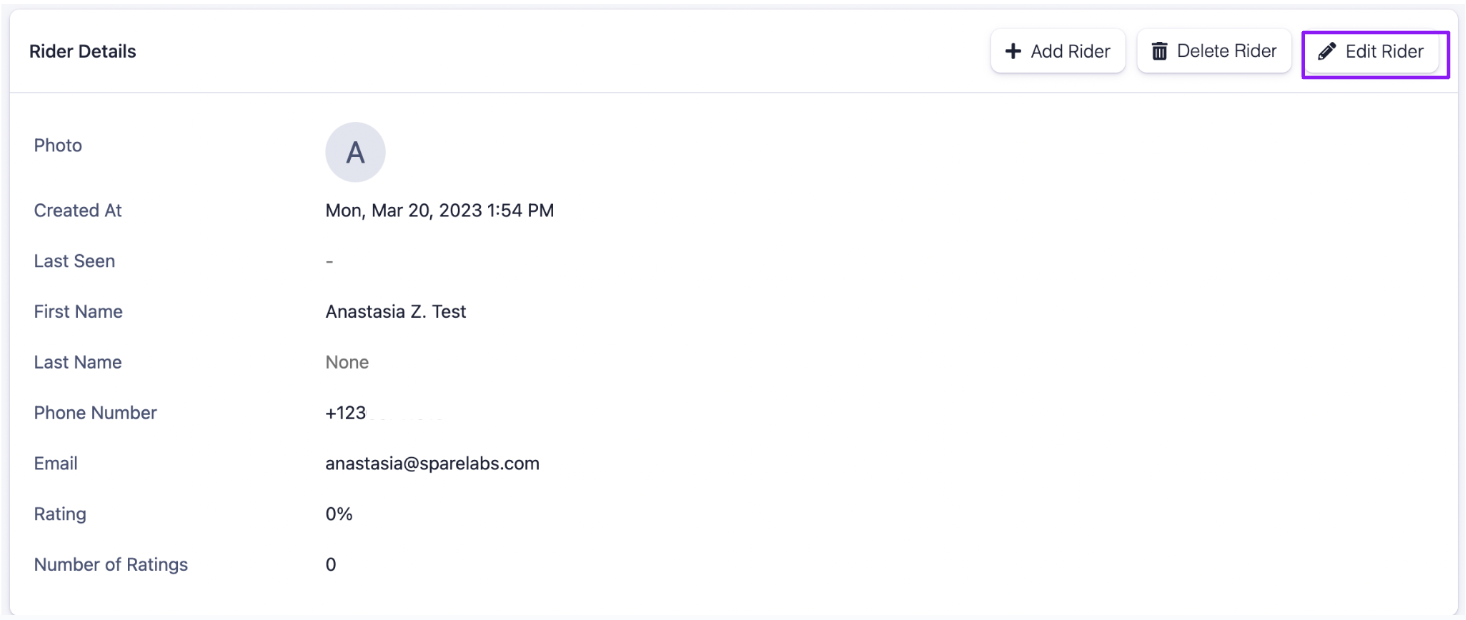 Rider Details
Add Rider
Delete Rider
Edit Rider
Photo
A
Created At Mon, Mar 20, 2023 1:54 PM
Last Seen -
First Name Anastasia Z. Test
Last Name None
Phone Number +123
Email anastasia@sparelabs.com
Rating 0%
Number of Ratings 0